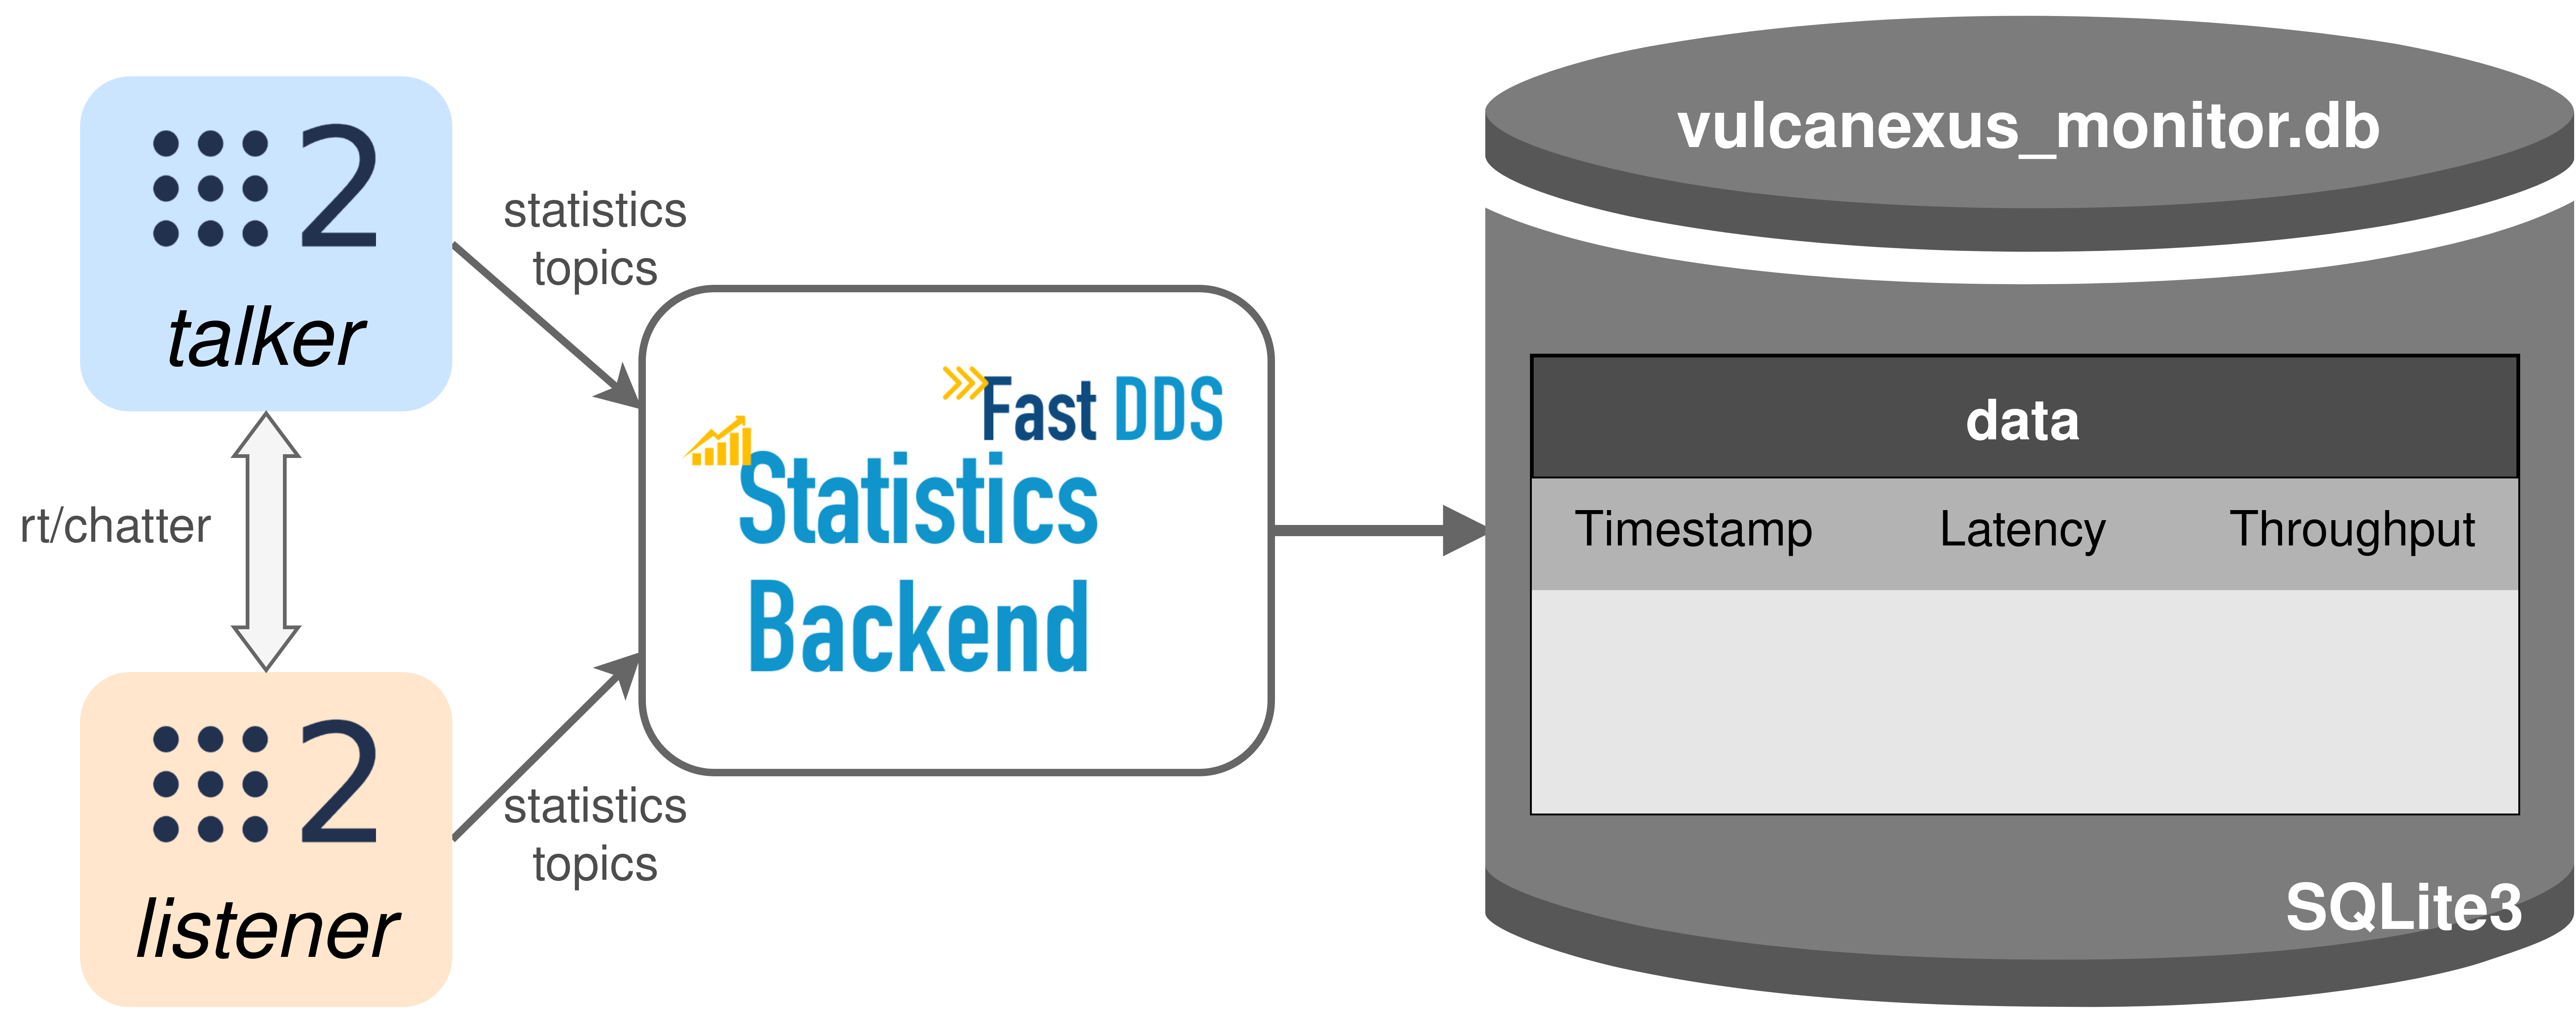 2
talker
statistics
topics
rt/chatter
2
listener
statistics
topics
Fast DDS
Statistics
Backend
vulcanexus_monitor.db
data
Timestamp Latency Throughput
SQLite3